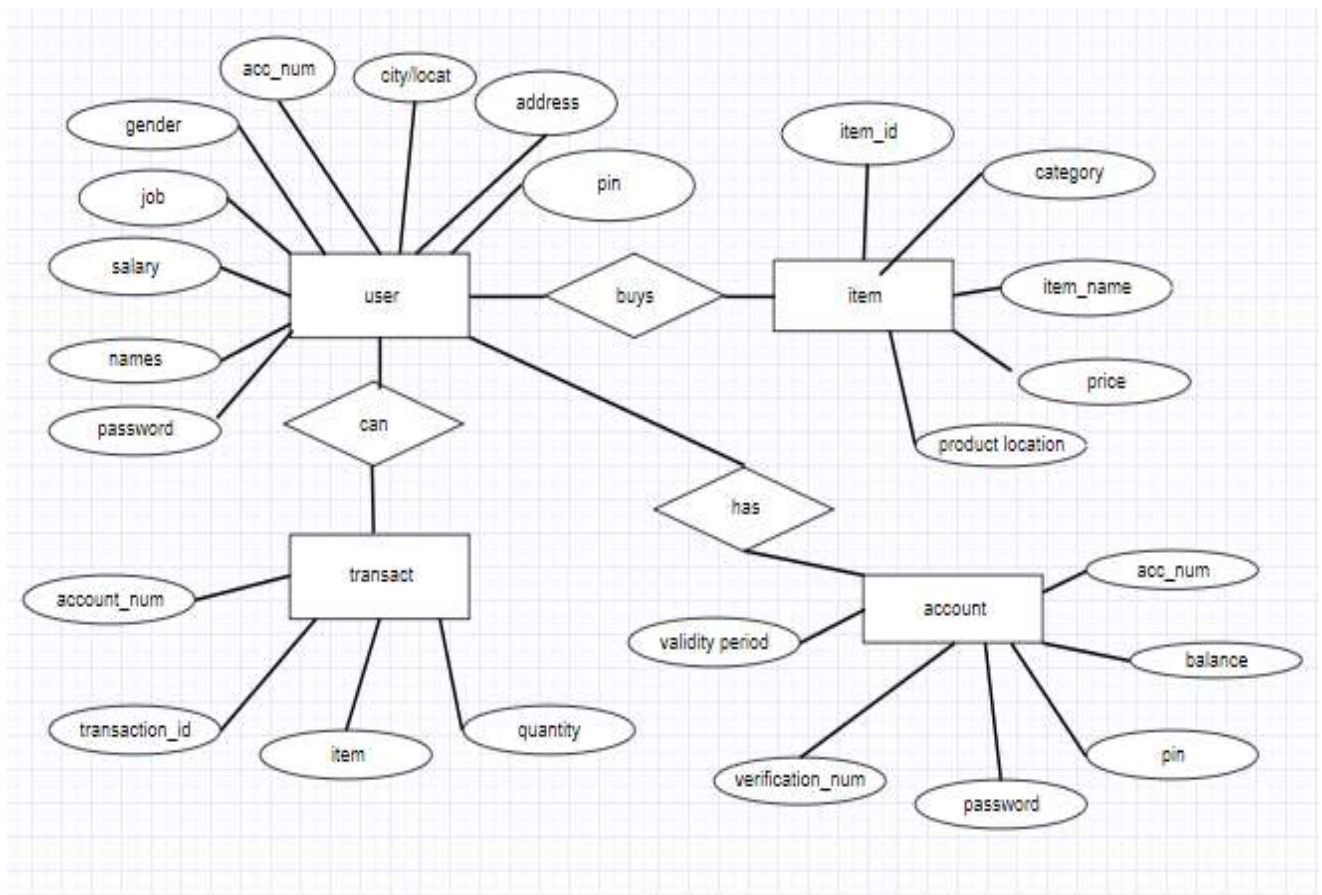 acc_num
city/locat
address
gender
item_id
category
job
pin
salary
user
buys
item
item_name
names
price
can
password
product location
has
transact
acc_num
account_num
account
validity period
balance
transaction_id
item
quantity
pin
verification_num
password